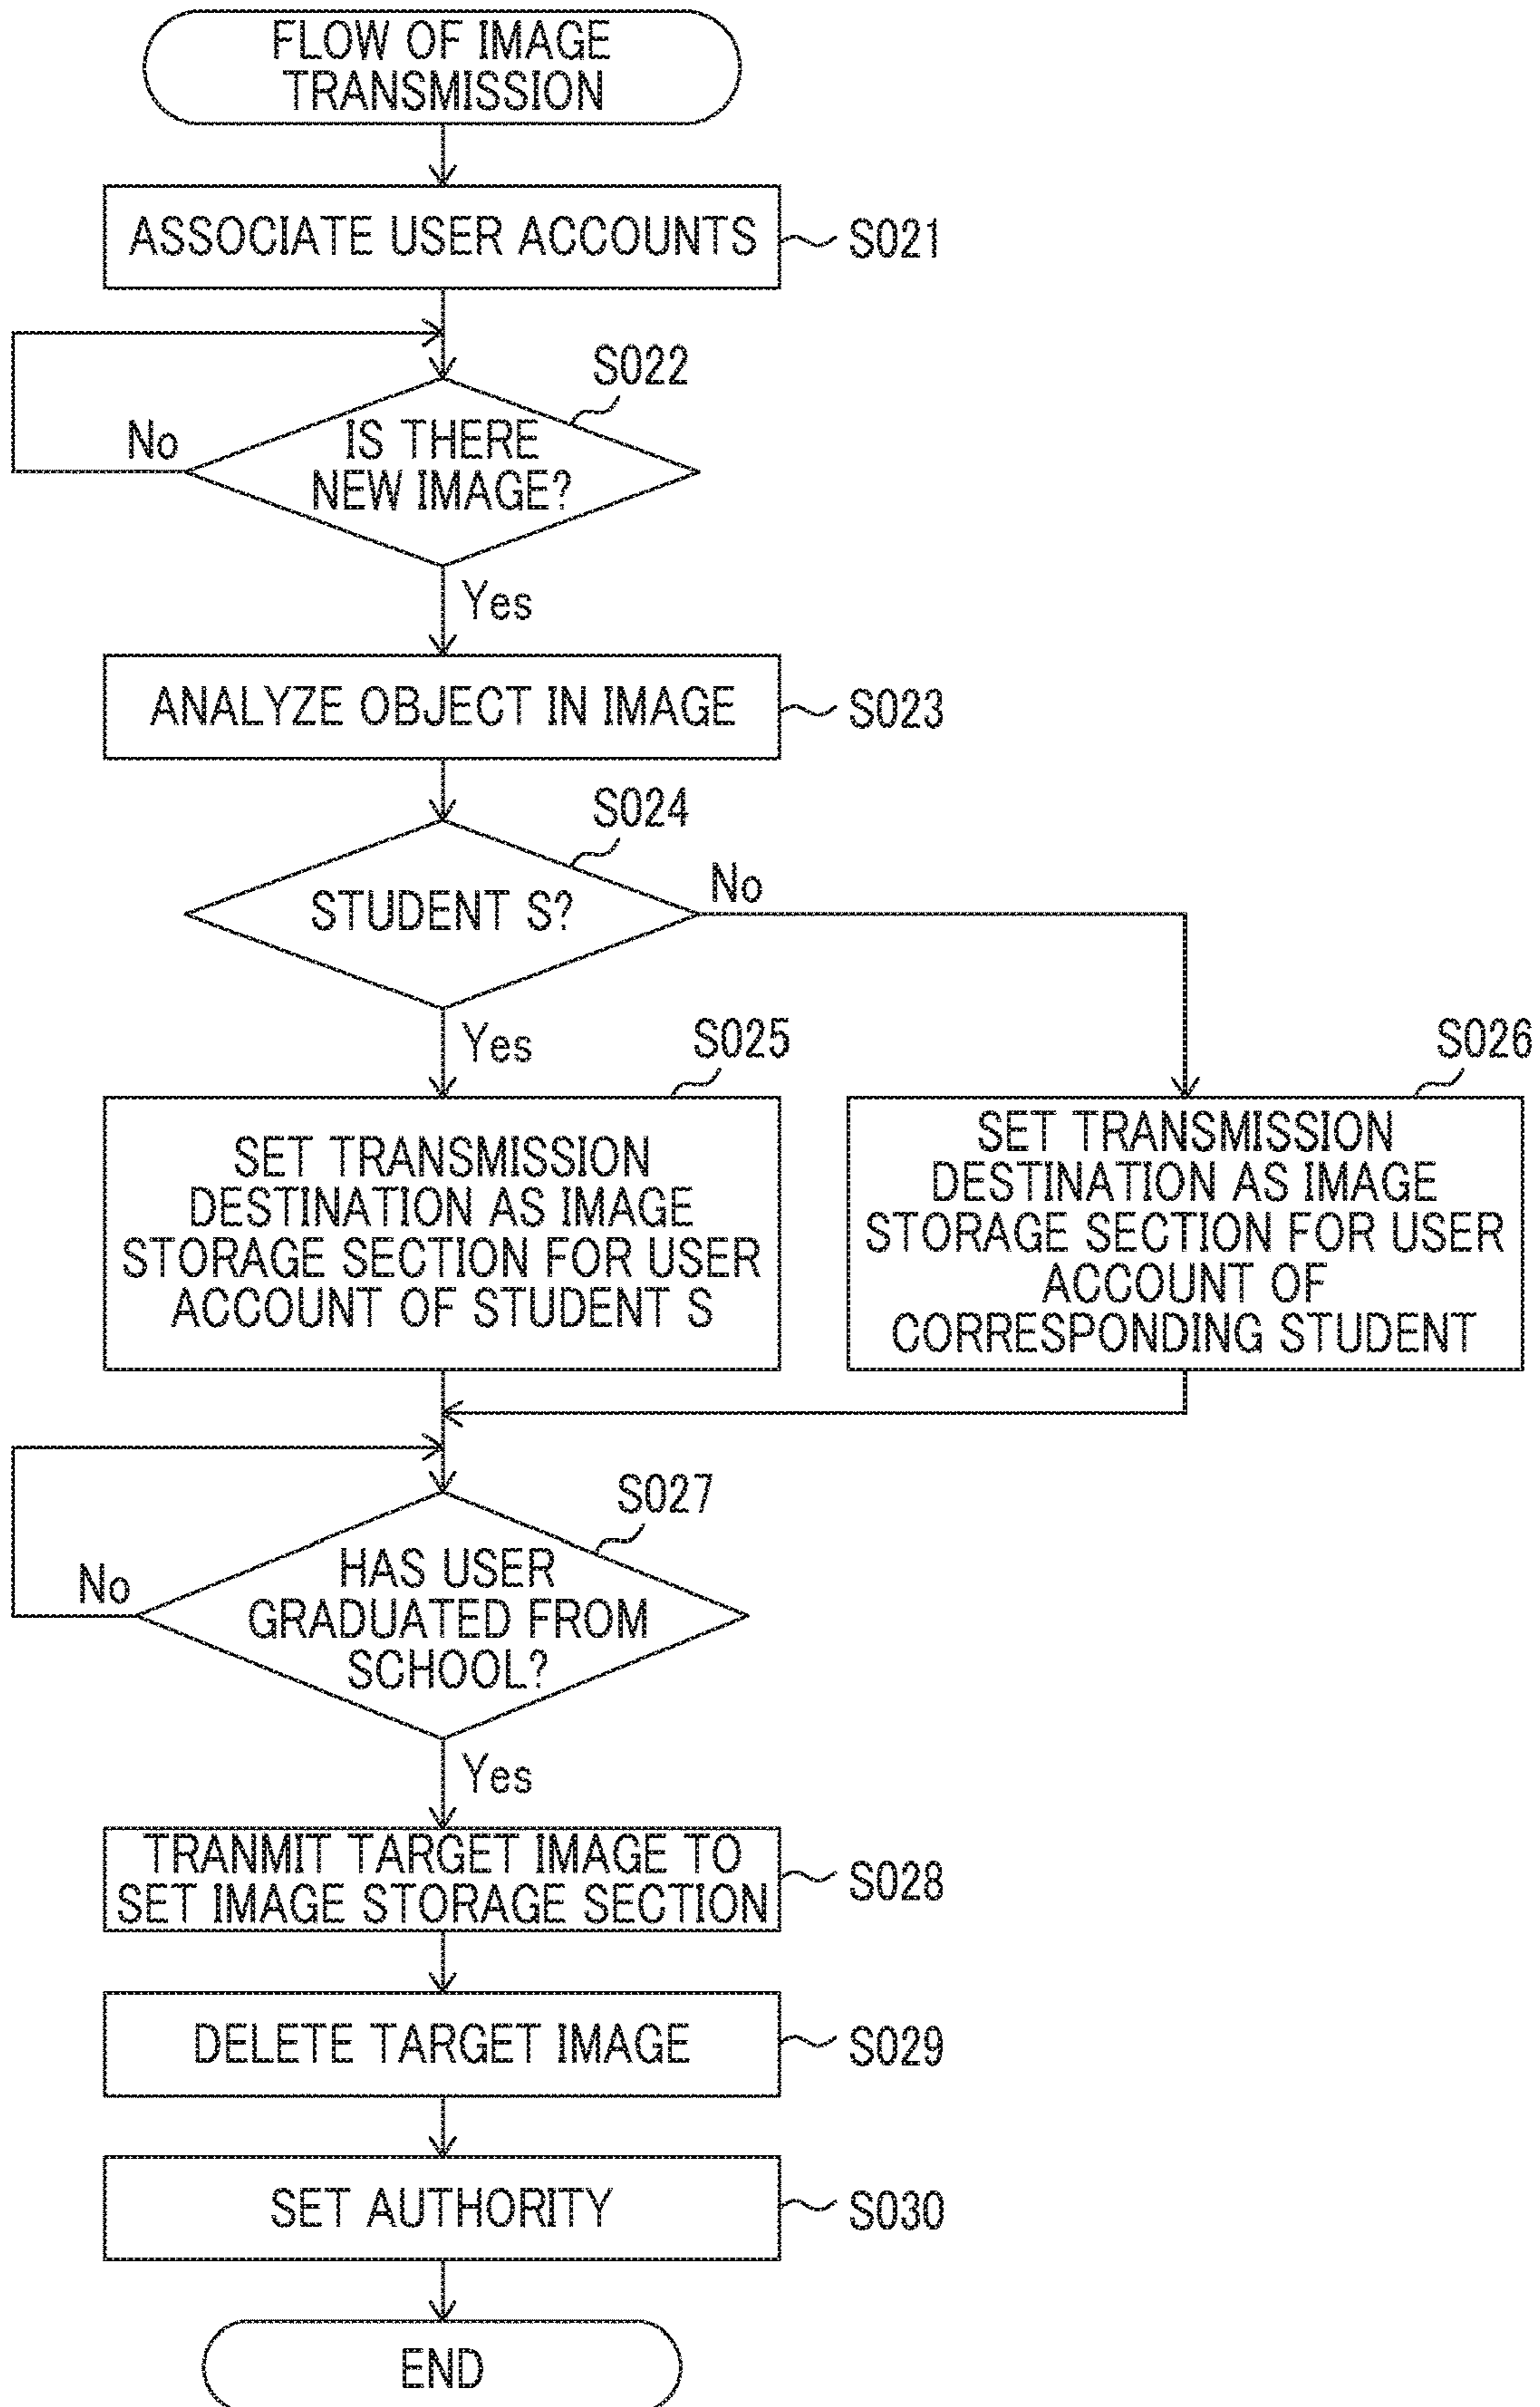 FLOW OF IMAGE
TRANSMISSION
ASSOCIATE USER ACCOUNTS
S021
S022
No
IS THERE
NEW IMAGE?
Yes
ANALYZE OBJECT IN IMAGE
S023
S024
No
STUDENT S?
Yes
S025
S026
SET TRANSMISSION
DESTINATION AS IMAGE
STORAGE SECTION FOR USER
ACCOUNT OF STUDENT S
SET TRANSMISSION
DESTINATION AS IMAGE
STORAGE SECTION FOR USER
ACCOUNT OF
CORRESPONDING STUDENT
S027
No
HAS USER
GRADUATED FROM
SCHOOL?
Yes
TRANMIT TARGET IMAGE TO
SET IMAGE STORAGE SECTION
S028
DELETE TARGET IMAGE
S029
SET AUTHORITY
S030
END